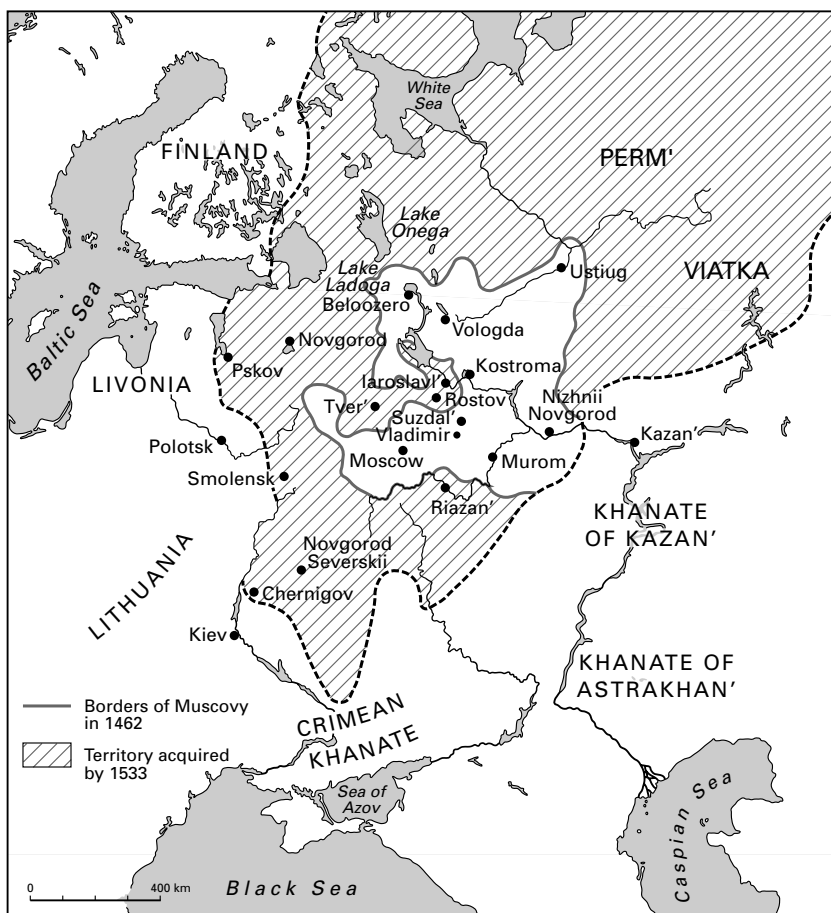 White
Sea
FINLAND
PERM'
Lake
Onega
Lake
Ladoga
Ustiug
VIATKA
Beloozero
Baltic Sea
Vologda
Novgorod
Pskov
Kostroma
LIVONIA
Iaroslavl'
Rostov
Nizhnii
Novgorod
Tver'
Suzdal'
Vladimir
Polotsk
Kazan'
Moscow
Murom
Smolensk
Riazan'
KHANATE
OF KAZAN'
LITHUANIA
Novgorod
Severskii
Chernigov
Kiev
KHANATE OF
ASTRAKHAN'
Borders of Muscovy
in 1462
CRIMEAN
KHANATE
Territory acquired
by 1533
Sea of
Azov
Caspian Sea
0 400 km
Black Sea